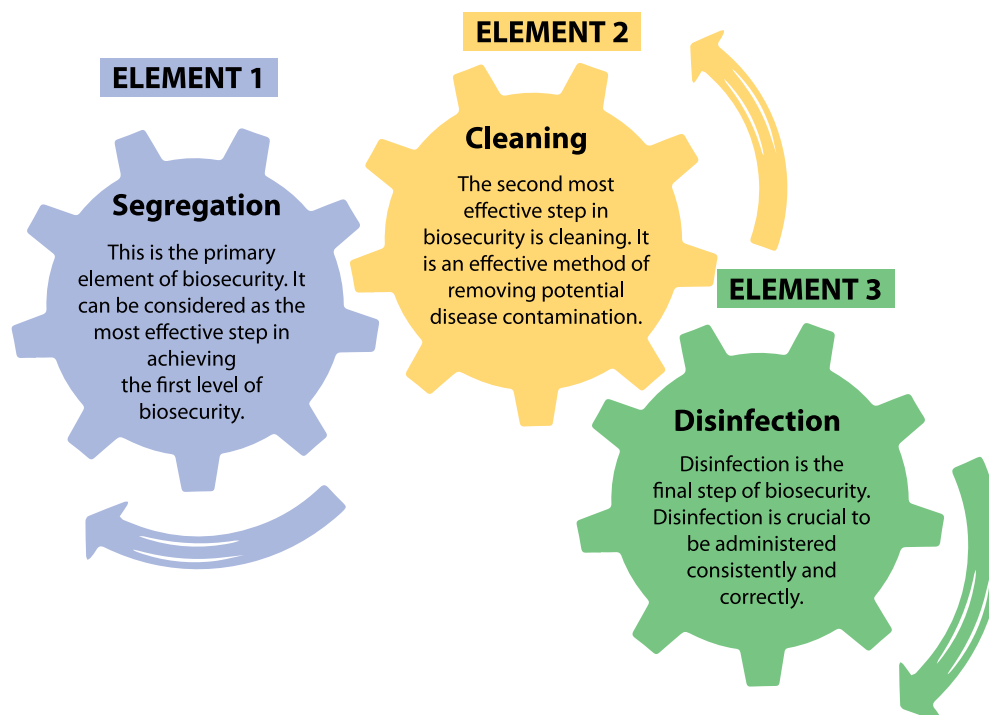 ELEMENT 1
Segregation
This is the primary
element of biosecurity. It
can be considered as the
most effective step in
achieving
the first level of
biosecurity.
ELEMENT 2
Cleaning
The second most
effective step in
biosecurity is cleaning. It
is an effective method of
removing potential
disease contamination.
ELEMENT 3
Disinfection
Disinfection is the
final step of biosecurity.
Disinfection is crucial to
be administered
consistently and
correctly.